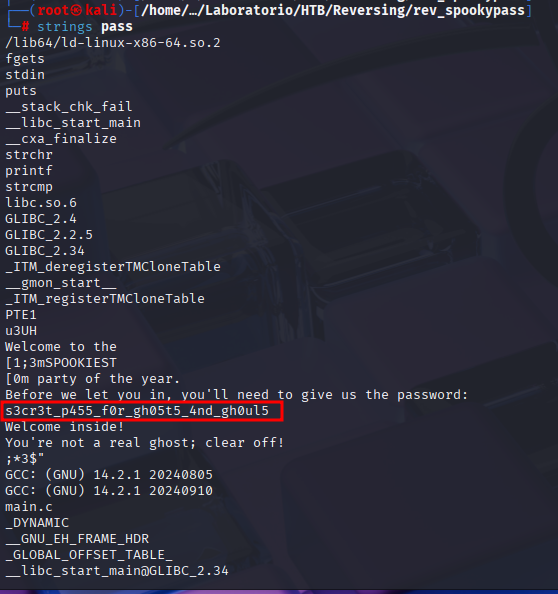 ┌──(root㉿kali)-[/home/…/Laboratorio/HTB/Reversing/rev_spookypass]
└─# strings pass
/lib64/ld-linux-x86-64.so.2
fgets
stdin
puts
__stack_chk_fail
__libc_start_main
__cxa_finalize
strchr
printf
strcmp
libc.so.6
GLIBC_2.4
GLIBC_2.2.5
GLIBC_2.34
_ITM_deregisterTMCloneTable
__gmon_start__
_ITM_registerTMCloneTable
PTE1
u3UH
Welcome to the
[1;3mSPOOKIEST
[0m party of the year.
Before we let you in, you'll need to give us the password:
s3cr3t_p455_f0r_gh05t5_4nd_gh0ul5
Welcome inside!
You're not a real ghost; clear off!
;*3$"
GCC: (GNU) 14.2.1 20240805
GCC: (GNU) 14.2.1 20240910
main.c
_DYNAMIC
__GNU_EH_FRAME_HDR
_GLOBAL_OFFSET_TABLE_
__libc_start_main@GLIBC_2.34